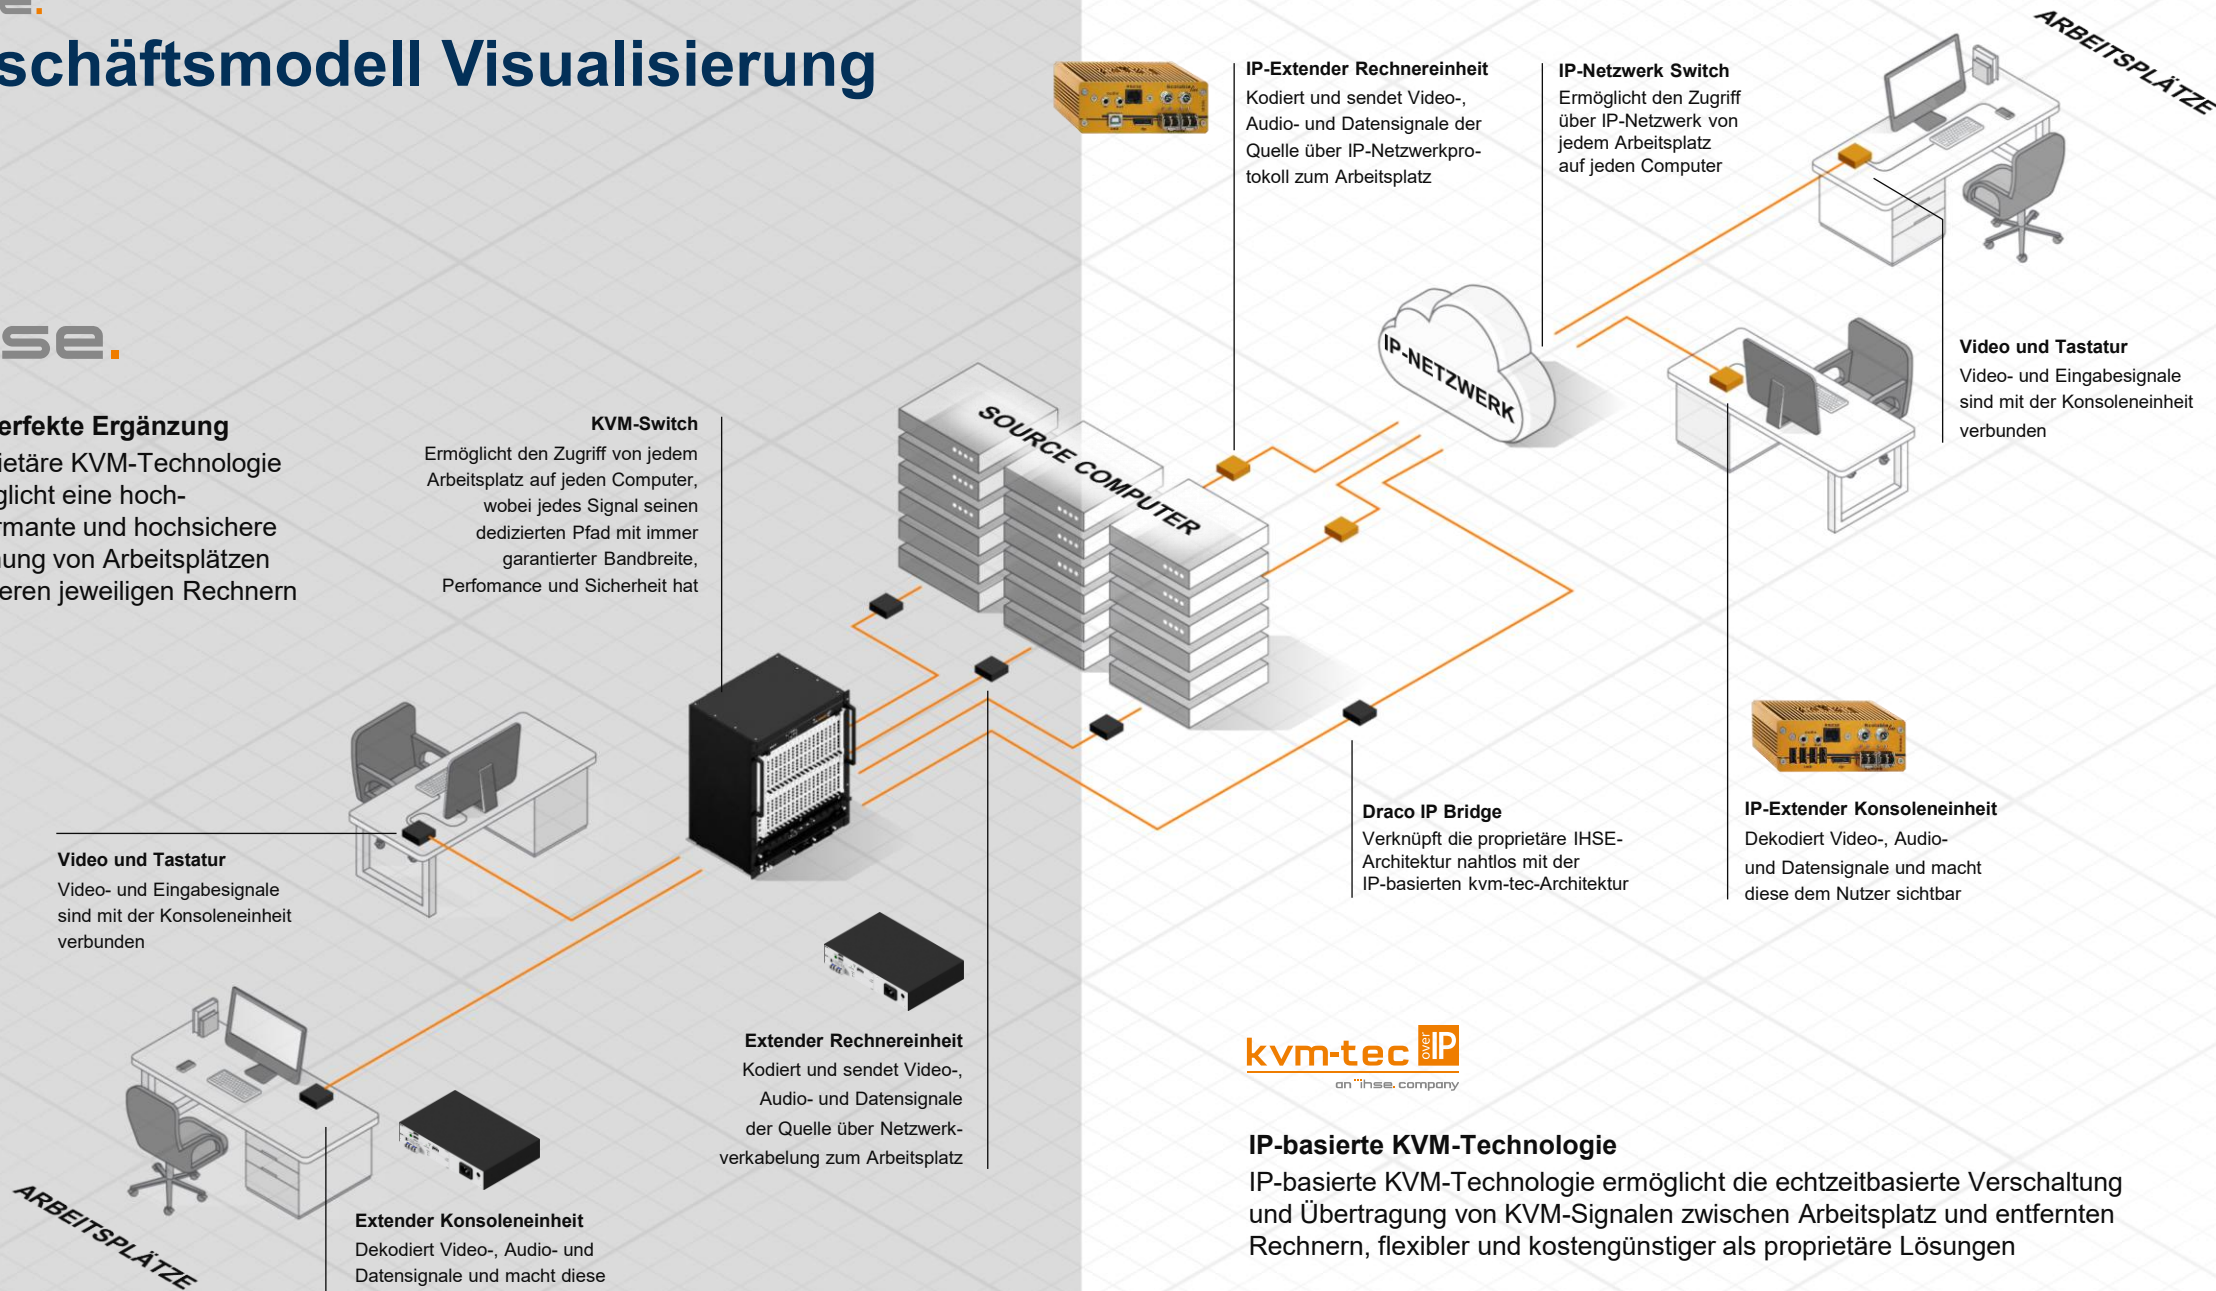 e.
schäftsmodell Visualisierung
se.
erfekte Ergänzung
ietäre KVM-Technologie
glicht eine hoch-
rmante und hochsichere
nung von Arbeitsplätzen
eren jeweiligen Rechnern
KVM-Switch
Ermöglicht den Zugriff von jedem
Arbeitsplatz auf jeden Computer,
wobei jedes Signal seinen
dedizierten Pfad mit immer
garantierter Bandbreite,
Perfomance und Sicherheit hat
Video und Tastatur
Video- und Eingabesignale
sind mit der Konsoleneinheit
verbunden
ARBEITSPLÄTZE
Extender Konsoleneinheit
Dekodiert Video-, Audio- und
Datensignale und macht diese
Extender Rechnereinheit
Kodiert und sendet Video-,
Audio- und Datensignale
der Quelle über Netzwerk-
verkabelung zum Arbeitsplatz
SOURCE COMPUTER
IP-Extender Rechnereinheit
Kodiert und sendet Video-,
Audio- und Datensignale der
Quelle über IP-Netzwerkpro-
tokoll zum Arbeitsplatz
IP-Netzwerk Switch
Ermöglicht den Zugriff
über IP-Netzwerk von
jedem Arbeitsplatz
auf jeden Computer
ARBEITSPLÄTZE
IP-NETZWERK
Video und Tastatur
Video- und Eingabesignale
sind mit der Konsoleneinheit
verbunden
Draco IP Bridge
Verknüpft die proprietäre IHSE-
Architektur nahtlos mit der
IP-basierten kvm-tec-Architektur
IP-Extender Konsoleneinheit
Dekodiert Video-, Audio-
und Datensignale und macht
diese dem Nutzer sichtbar
kvm-tec over IP
an ihse. company
IP-basierte KVM-Technologie
IP-basierte KVM-Technologie ermöglicht die echtzeitbasierte Verschaltung
und Übertragung von KVM-Signalen zwischen Arbeitsplatz und entfernten
Rechnern, flexibler und kostengünstiger als proprietäre Lösungen